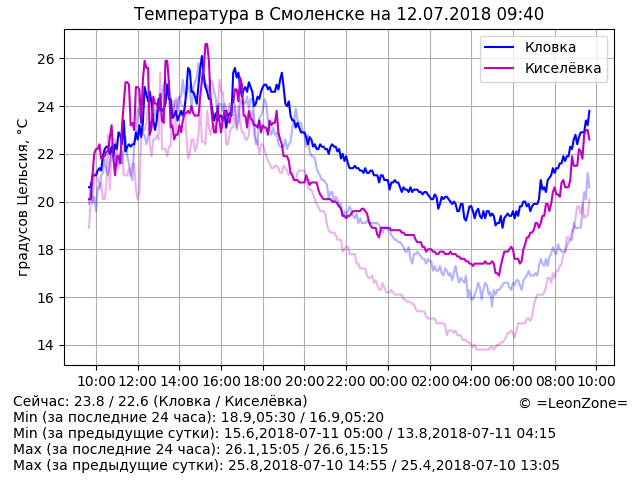 Температура в Смоленске на 12.07.2018 09:40
Кловка
Киселёвка
градусов Цельсия, °C
26
24
22
20
18
16
14
10:00 12:00 14:00 16:00 18:00 20:00 22:00 00:00 02:00 04:00 06:00 08:00 10:00
Сейчас: 23.8 / 22.6 (Кловка / Киселёвка)
© =LeonZone=
Min (за последние 24 часа): 18.9,05:30 / 16.9,05:20
Min (за предыдущие сутки): 15.6,2018-07-11 05:00 / 13.8,2018-07-11 04:15
Max (за последние 24 часа): 26.1,15:05 / 26.6,15:15
Max (за предыдущие сутки): 25.8,2018-07-10 14:55 / 25.4,2018-07-10 13:05